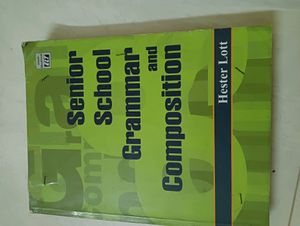 Senior
School
Grammar
and
Composition
Hester Lott